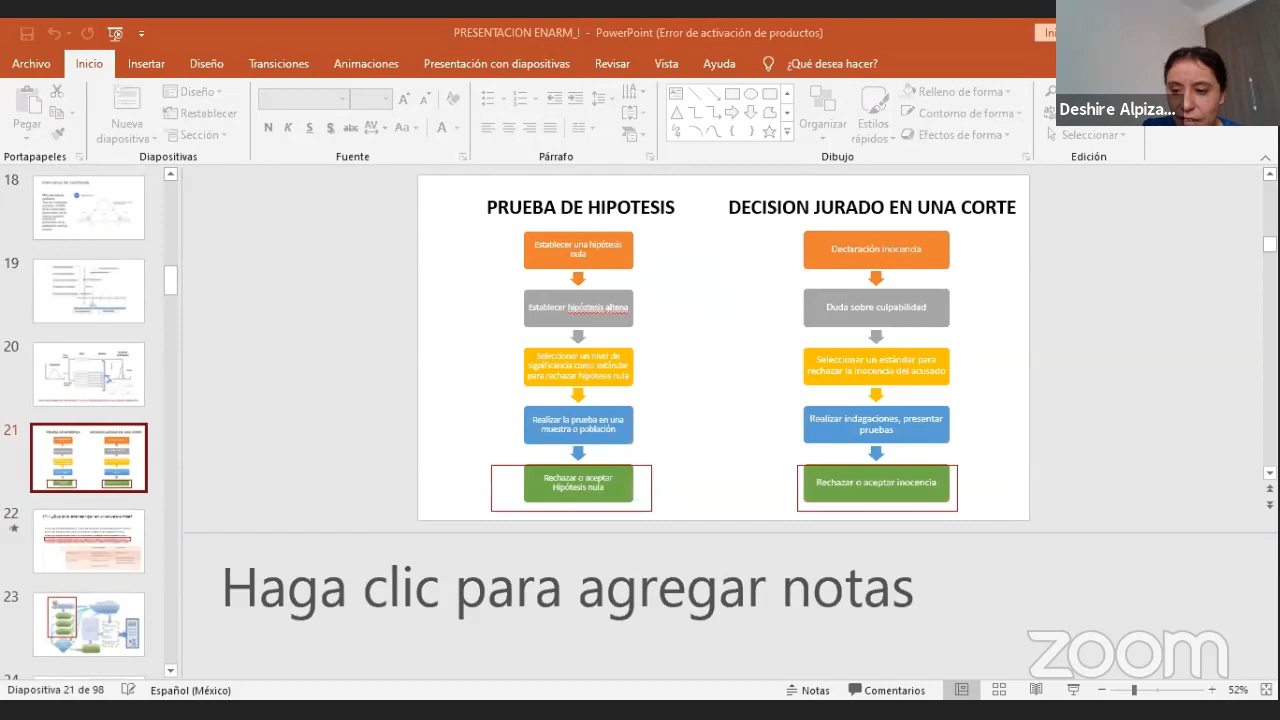 PRESENTACION ENARM_! - PowerPoint (Error de activación de productos)
Archivo
Inicio
Insertar
Diseño
Transiciones
Animaciones
Presentación con diapositivas
Revisar
Vista
Ayuda
¿Qué desea hacer?
Deshire Alpiza...
Pegar
Nueva
diapositiva
Diseño
Restablecer
Sección
N K S S abc AV Aa A
Organizar
Estilos
rápidos
Relleno de forma
Contorno de forma
Efectos de forma
Seleccionar
Portapapeles
Diapositivas
Fuente
Párrafo
Dibujo
Edición
18
19
20
21
22
23
PRUEBA DE HIPOTESIS
Establecer una hipótesis
nula
Establecer hipóstesis altena
Seleccionar un nivel de
significancia como estándar
para rechazar hipótesis nula
Realizar la prueba en una
muestra o población
Rechazar o aceptar
Hipótesis nula
DECISION JURADO EN UNA CORTE
Declaración inocencia
Duda sobre culpabilidad
Seleccionar un estándar para
rechazar la inocencia del acusado
Realizar indagaciones, presentar
pruebas
Rechazar o aceptar inocencia
Haga clic para agregar notas
zoom
Diapositiva 21 de 98
Español (México)
Notas
Comentarios
52%